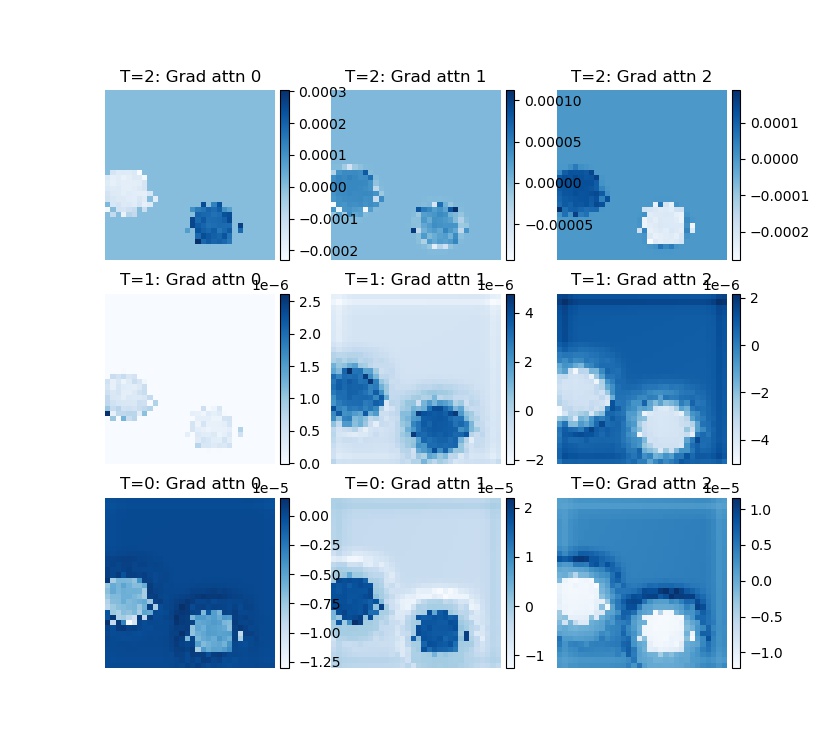 T=2: Grad attn 0
T=2: Grad attn 1
T=2: Grad attn 2
0.0003
0.0002
0.0001
0.0000
−0.0001
−0.0002
0.00010
0.00005
0.00000
−0.00005
0.0001
0.0000
−0.0001
−0.0002
T=1: Grad attn 0
1e−6
T=1: Grad attn 1
1e−6
T=1: Grad attn 2
1e−6
2.5
2.0
1.5
1.0
0.5
0.0
4
2
0
−2
2
0
−2
−4
T=0: Grad attn 0
1e−5
T=0: Grad attn 1
1e−5
T=0: Grad attn 2
1e−5
0.00
−0.25
−0.50
−0.75
−1.00
−1.25
2
1
0
−1
1.0
0.5
0.0
−0.5
−1.0